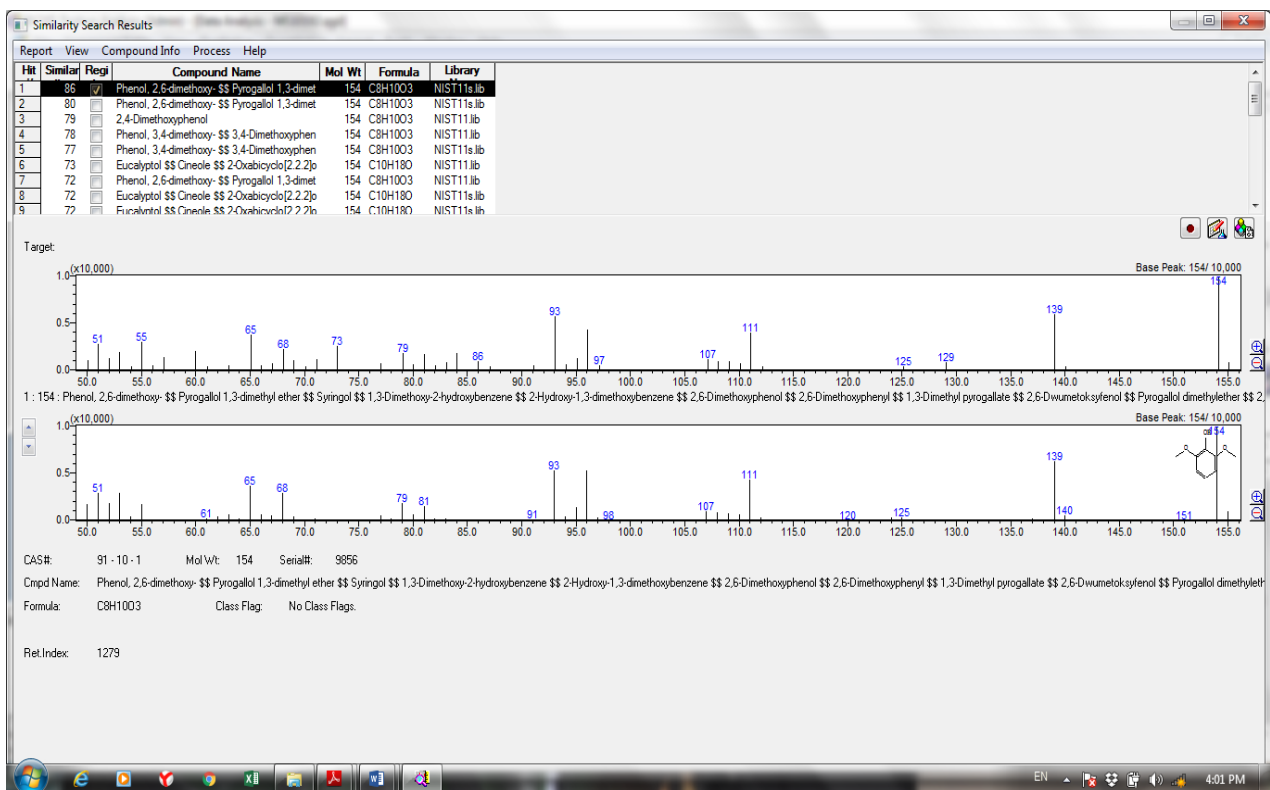 Similarity Search Results
Report View Compound Info Process Help
Hit Similar Regi Compound Name Mol Wt Formula Library
1 86 Phenol, 2,6-dimethoxy- $$ Pyrogallol 1,3-dimet 154 C8H10O3 NIST11s.lib
2 80 Phenol, 2,6-dimethoxy- $$ Pyrogallol 1,3-dimet 154 C8H10O3 NIST11s.lib
3 79 2,4-Dimethoxyphenol 154 C8H10O3 NIST11.lib
4 78 Phenol, 3,4-dimethoxy- $$ 3,4-Dimethoxyphen 154 C8H10O3 NIST11.lib
5 77 Phenol, 3,4-dimethoxy- $$ 3,4-Dimethoxyphen 154 C8H10O3 NIST11s.lib
6 73 Eucalyptol $$ Cineole $$ 2-Oxabicyclo[2.2.2]o 154 C10H18O NIST11.lib
7 72 Phenol, 2,6-dimethoxy- $$ Pyrogallol 1,3-dimet 154 C8H10O3 NIST11.lib
8 72 Eucalyptol $$ Cineole $$ 2-Oxabicyclo[2.2.2]o 154 C10H18O NIST11s.lib
9 72 Eucalyptol $$ Cineole $$ 2-Oxabicyclo[2.2.2]o 154 C10H18O NIST11s.lib
Target:
(x10,000) Base Peak: 154/ 10,000
1.0 154
0.5 51 55 65 68 73 79 86 93 97 107 111 125 129 139
0.0
50.0 55.0 60.0 65.0 70.0 75.0 80.0 85.0 90.0 95.0 100.0 105.0 110.0 115.0 120.0 125.0 130.0 135.0 140.0 145.0 150.0 155.0
1 : 154 : Phenol, 2,6-dimethoxy- $$ Pyrogallol 1,3-dimethyl ether $$ Syringol $$ 1,3-Dimethoxy-2-hydroxybenzene $$ 2-Hydroxy-1,3-dimethoxybenzene $$ 2,6-Dimethoxyphenol $$ 2,6-Dimethoxyphenyl $$ 1,3-Dimethyl pyrogallate $$ 2,6-Dwumetoksyfenol $$ Pyrogallol dimethylether $$ 2,
(x10,000) Base Peak: 154/ 10,000
1.0
0.5 51 61 65 68 79 81 91 93 98 107 111 120 125 139 140 151
0.0
50.0 55.0 60.0 65.0 70.0 75.0 80.0 85.0 90.0 95.0 100.0 105.0 110.0 115.0 120.0 125.0 130.0 135.0 140.0 145.0 150.0 155.0
CAS#: 91 - 10 - 1 Mol Wt: 154 Serial#: 9856
Cmpd Name: Phenol, 2,6-dimethoxy- $$ Pyrogallol 1,3-dimethyl ether $$ Syringol $$ 1,3-Dimethoxy-2-hydroxybenzene $$ 2-Hydroxy-1,3-dimethoxybenzene $$ 2,6-Dimethoxyphenol $$ 2,6-Dimethoxyphenyl $$ 1,3-Dimethyl pyrogallate $$ 2,6-Dwumetoksyfenol $$ Pyrogallol dimethyleth
Formula: C8H10O3 Class Flag: No Class Flags.
Ret.Index: 1279
EN 4:01 PM